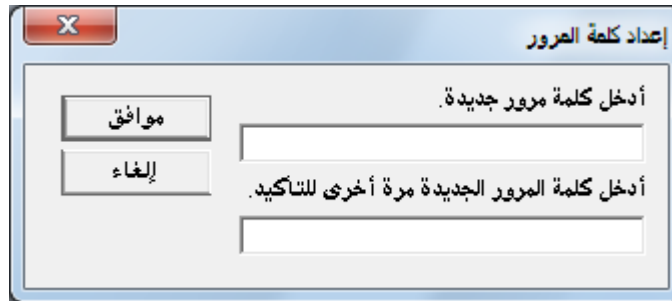 إعداد كلمة المرور
أدخل كلمة مرور جديدة.
موافق
إلغاء
أدخل كلمة المرور الجديدة مرة أخرى للتأكيد.